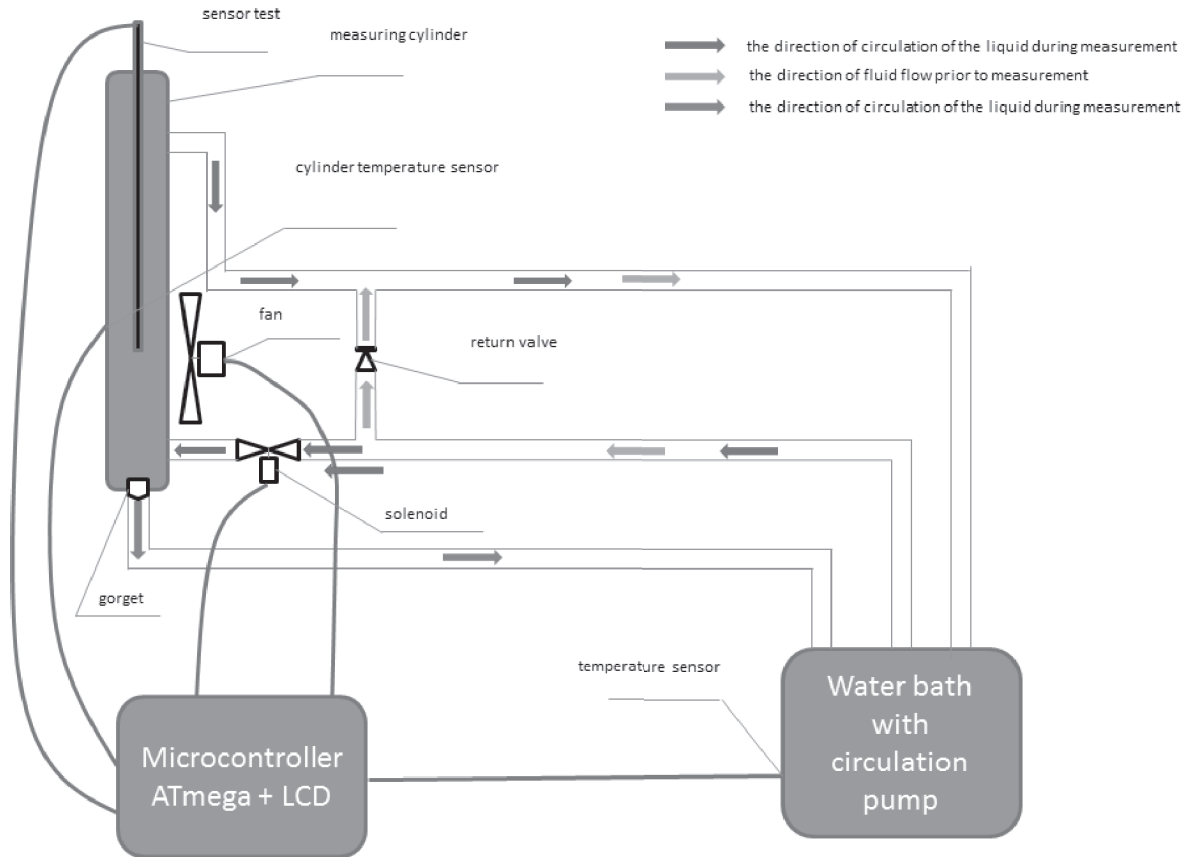 sensor test
measuring cylinder
the direction of circulation of the liquid during measurement
the direction of fluid flow prior to measurement
the direction of circulation of the liquid during measurement
cylinder temperature sensor
fan
return valve
solenoid
gorget
temperature sensor
Microcontroller
ATmega + LCD
Water bath
with
circulation
pump